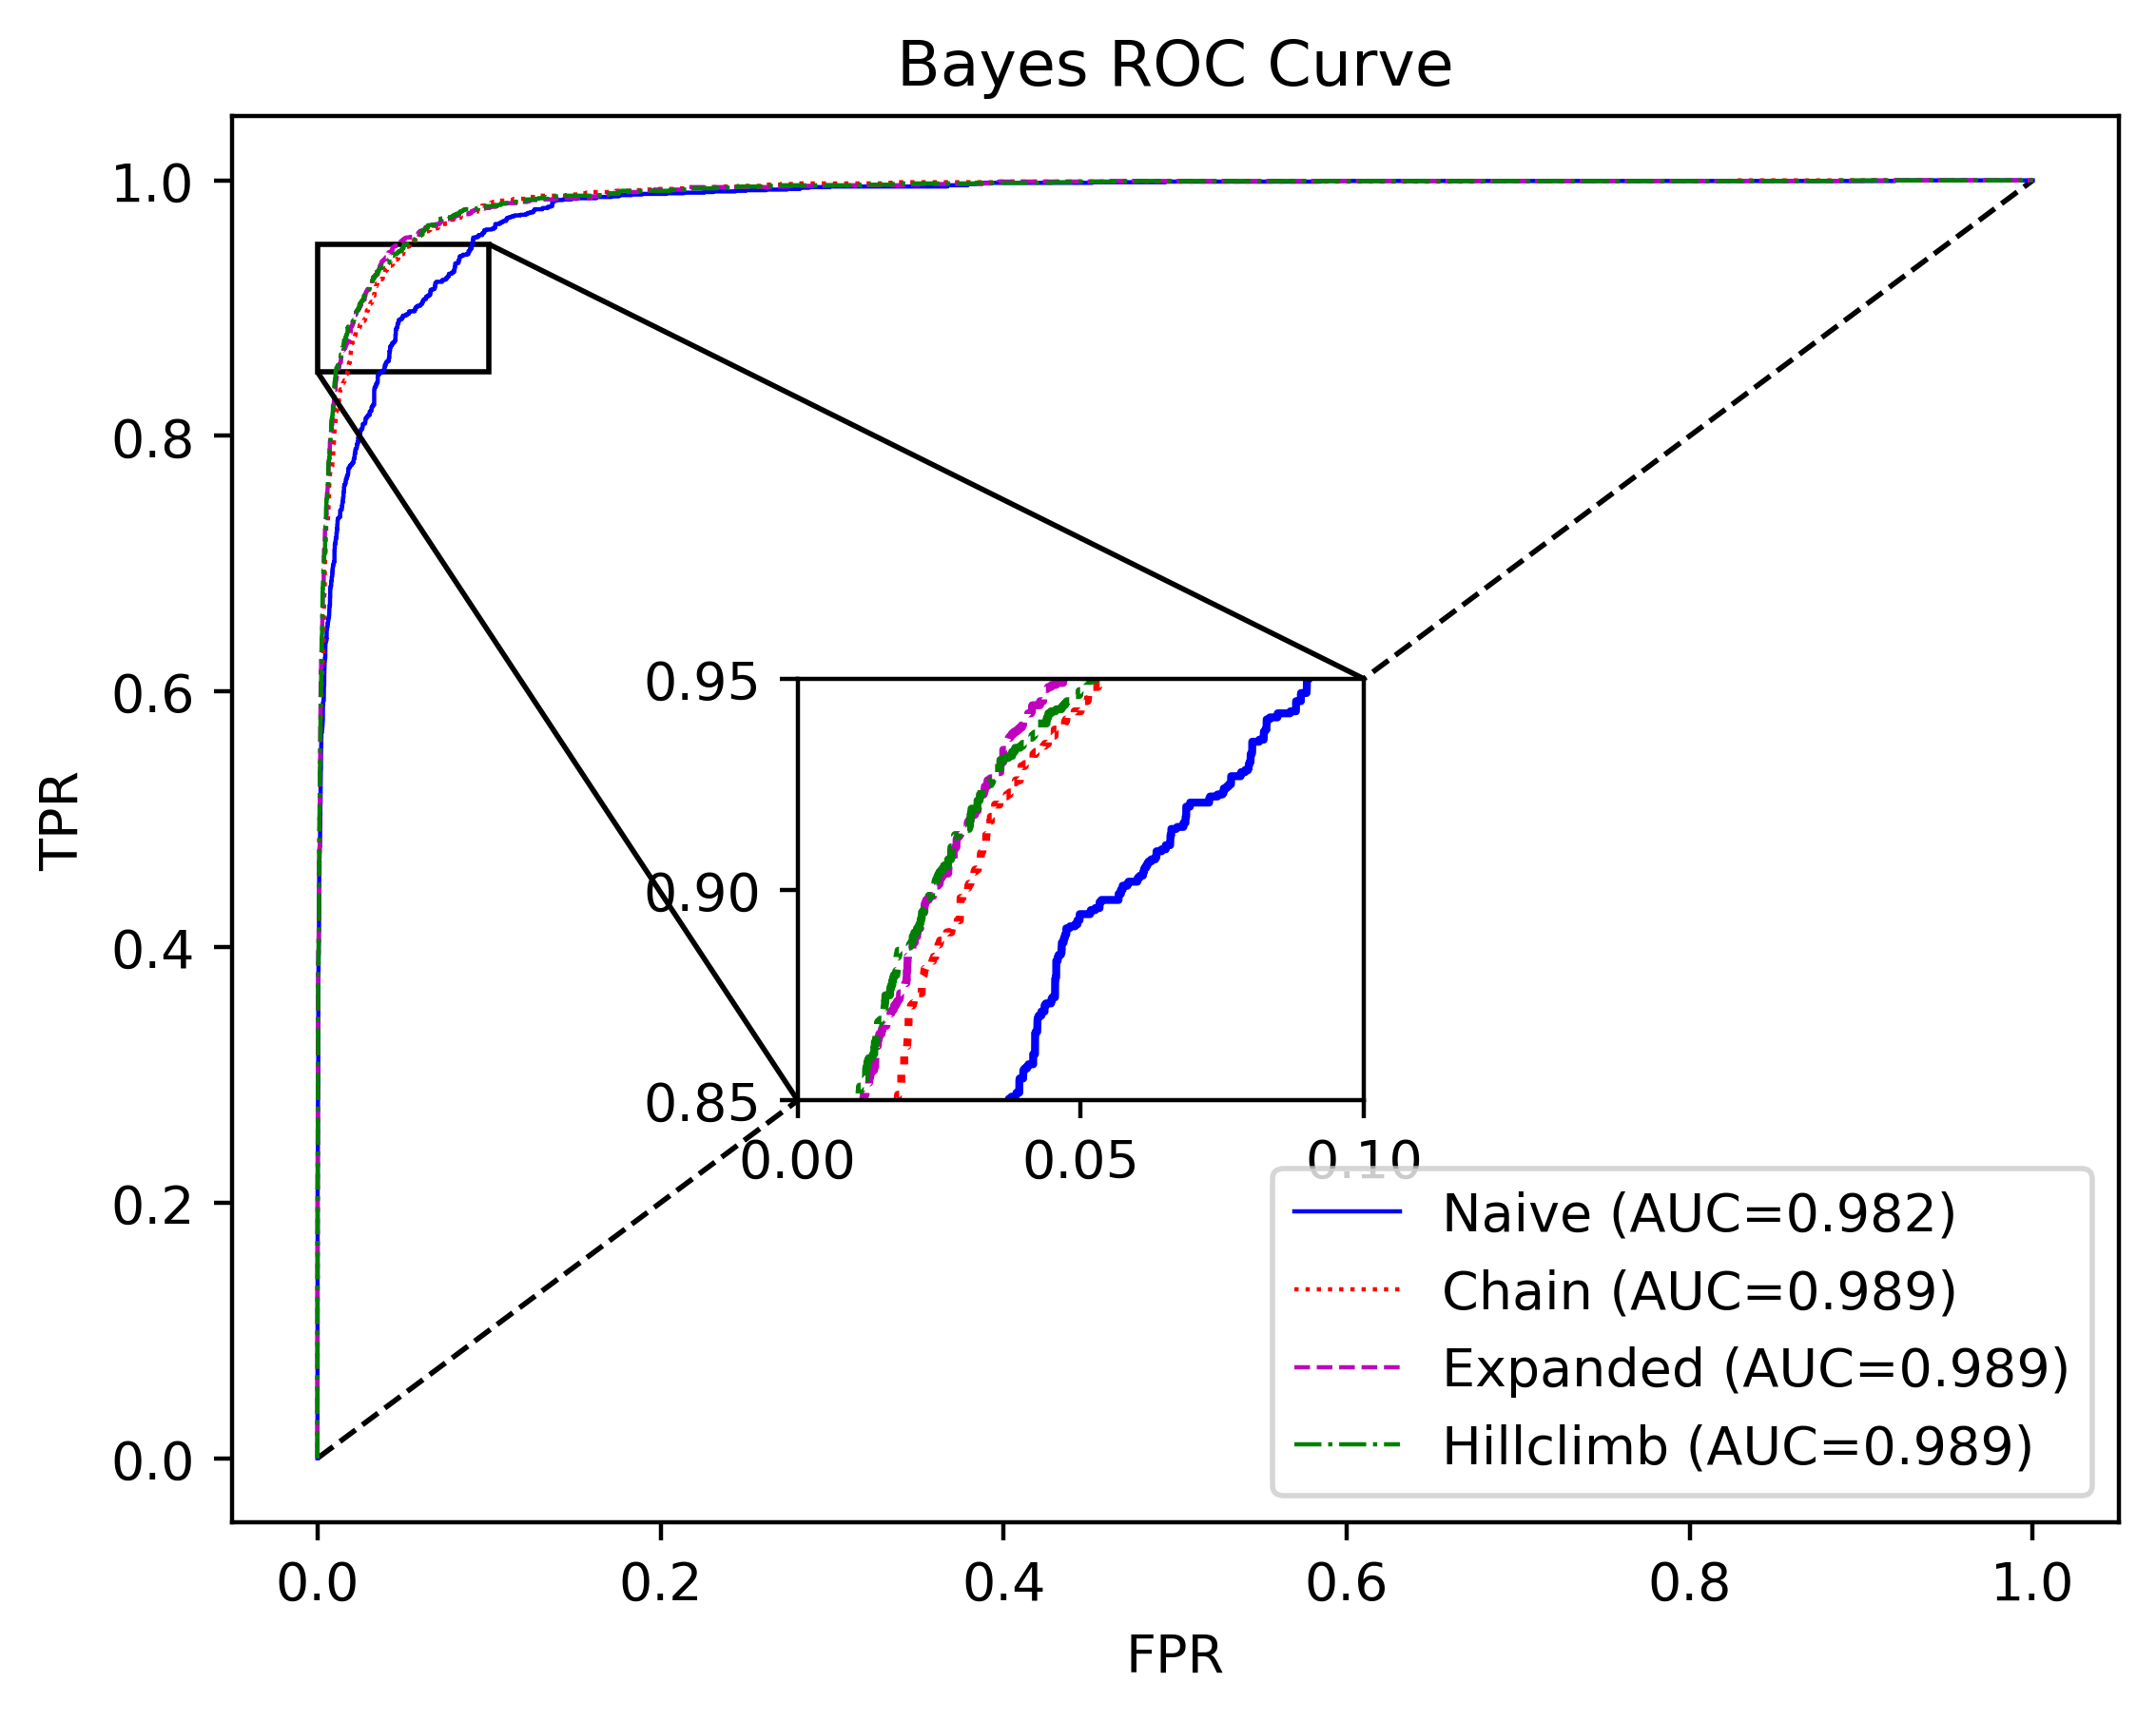 Bayes ROC Curve
TPR
1.0
0.8
0.6
0.4
0.2
0.0
0.95
0.90
0.85
0.00 0.05 0.10
Naive (AUC=0.982)
Chain (AUC=0.989)
Expanded (AUC=0.989)
Hillclimb (AUC=0.989)
0.0 0.2 0.4 0.6 0.8 1.0
FPR